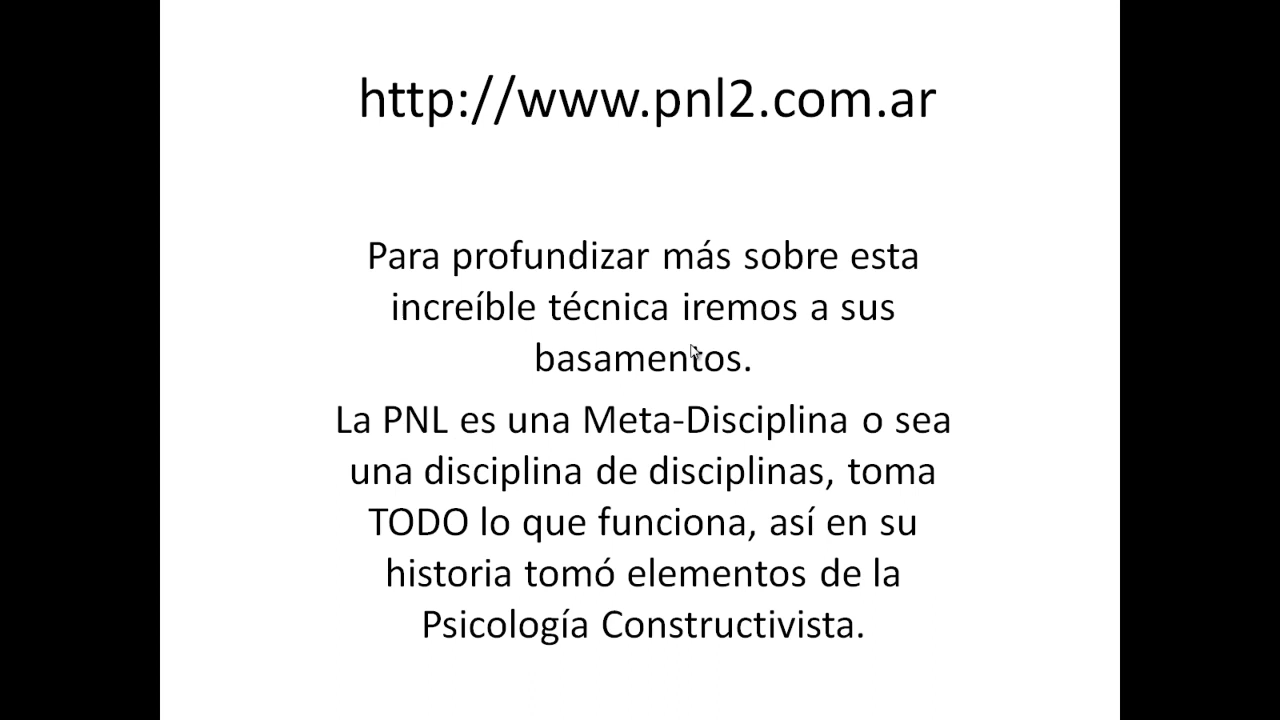 http://www.pnl2.com.ar
Para profundizar más sobre esta
increíble técnica iremos a sus
basamentos.
La PNL es una Meta-Disciplina o sea
una disciplina de disciplinas, toma
TODO lo que funciona, así en su
historia tomó elementos de la
Psicología Constructivista.